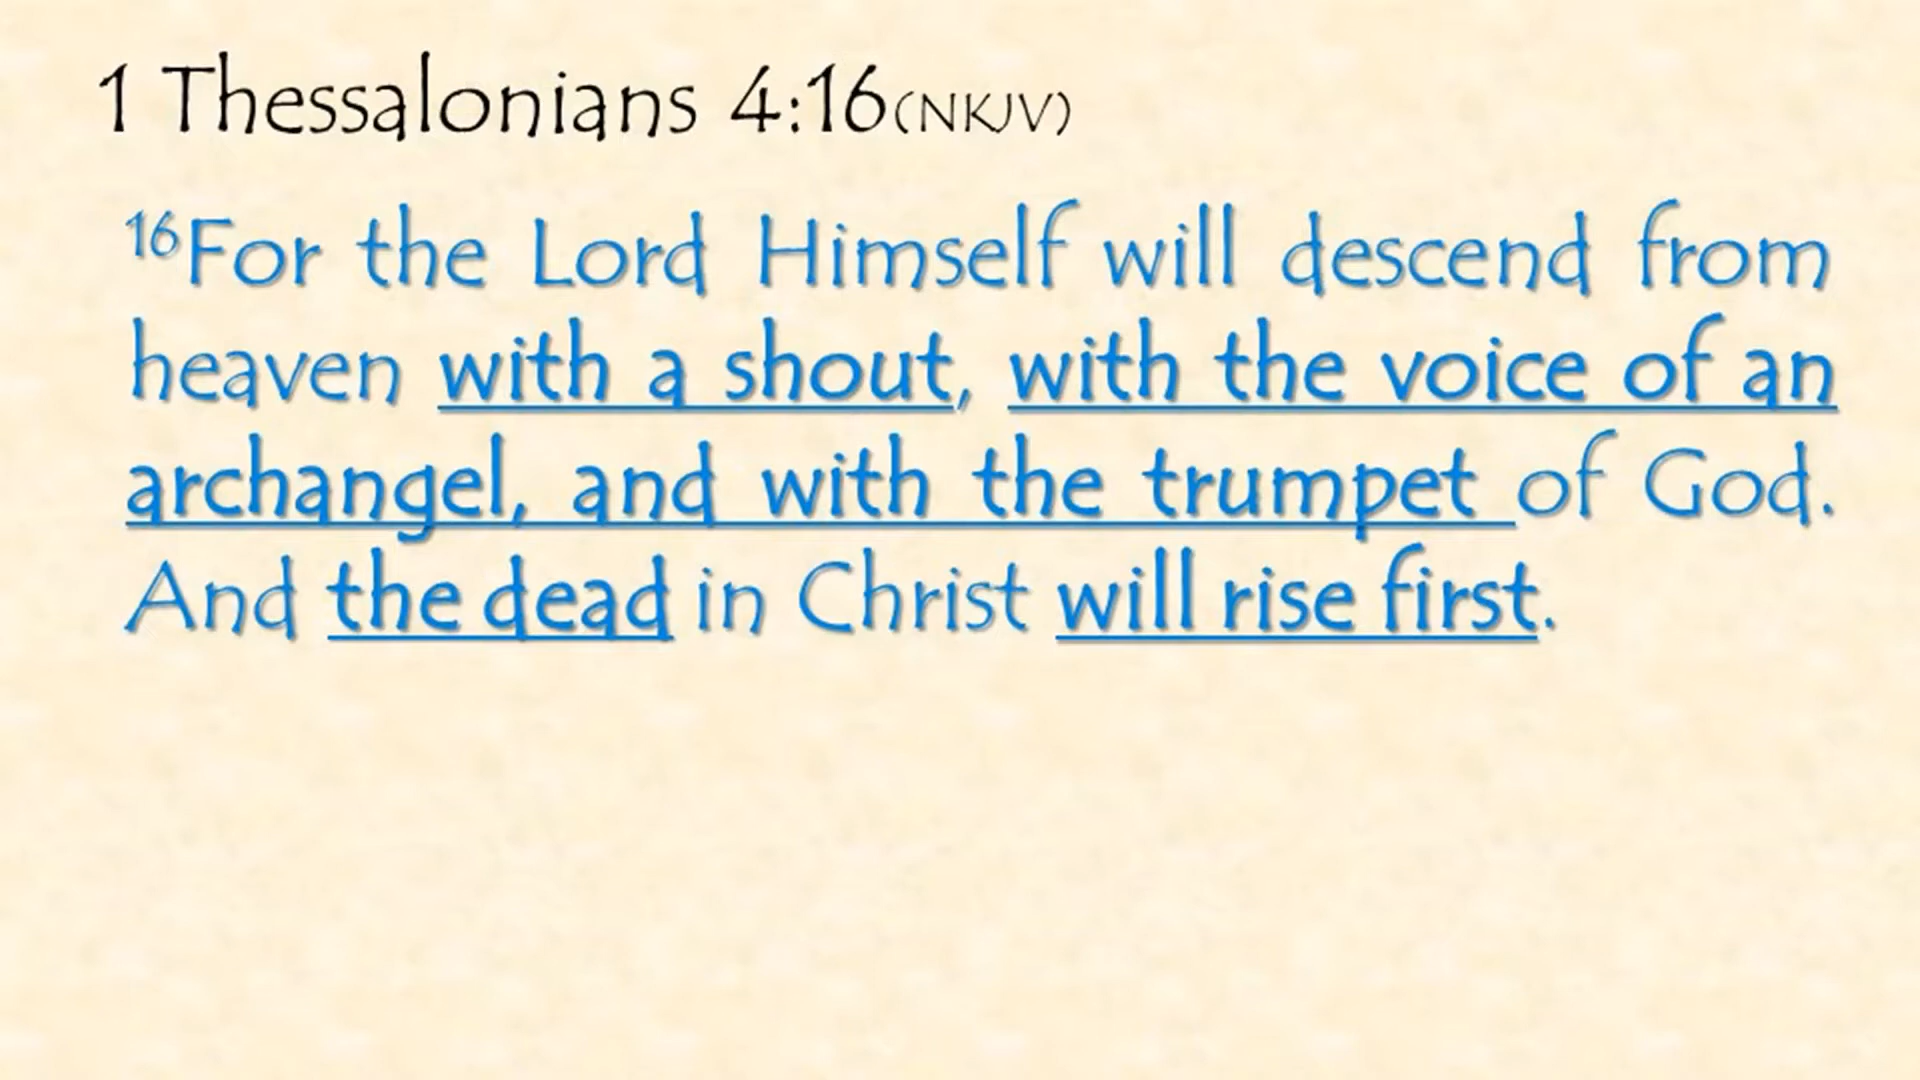 1 Thessalonians 4:16(NKJV)
16For the Lord Himself will descend from
heaven with a shout, with the voice of an
archangel, and with the trumpet of God.
And the dead in Christ will rise first.